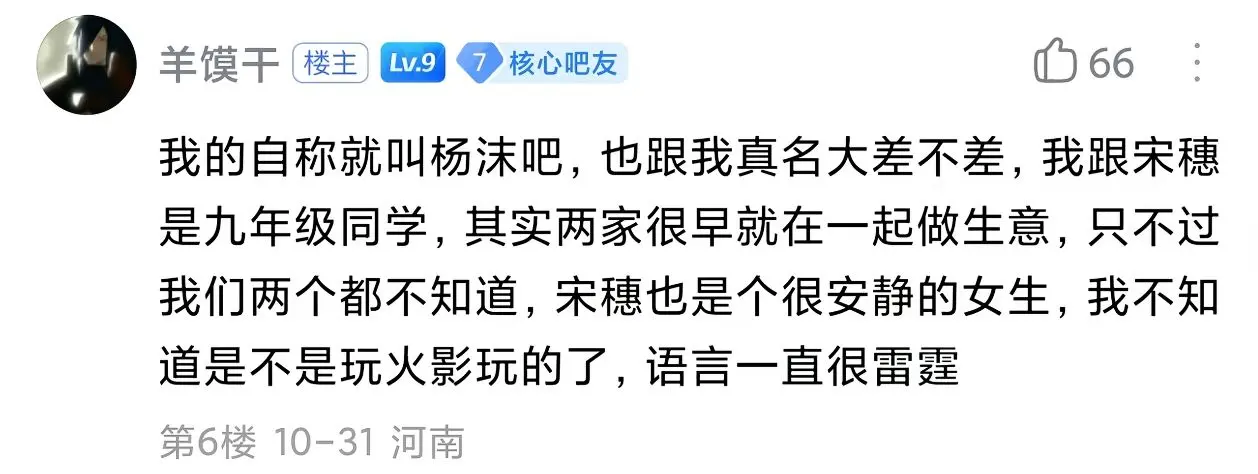 羊馍干 楼主 Lv.9 7 核心吧友 66
我的自称就叫杨沫吧，也跟我真名大差不差，我跟宋穗
是九年级同学，其实两家很早就在一起做生意，只不过
我们两个都不知道，宋穗也是个很安静的女生，我不知
道是不是玩火影玩的了，语言一直很雷霆
第6楼 10-31 河南